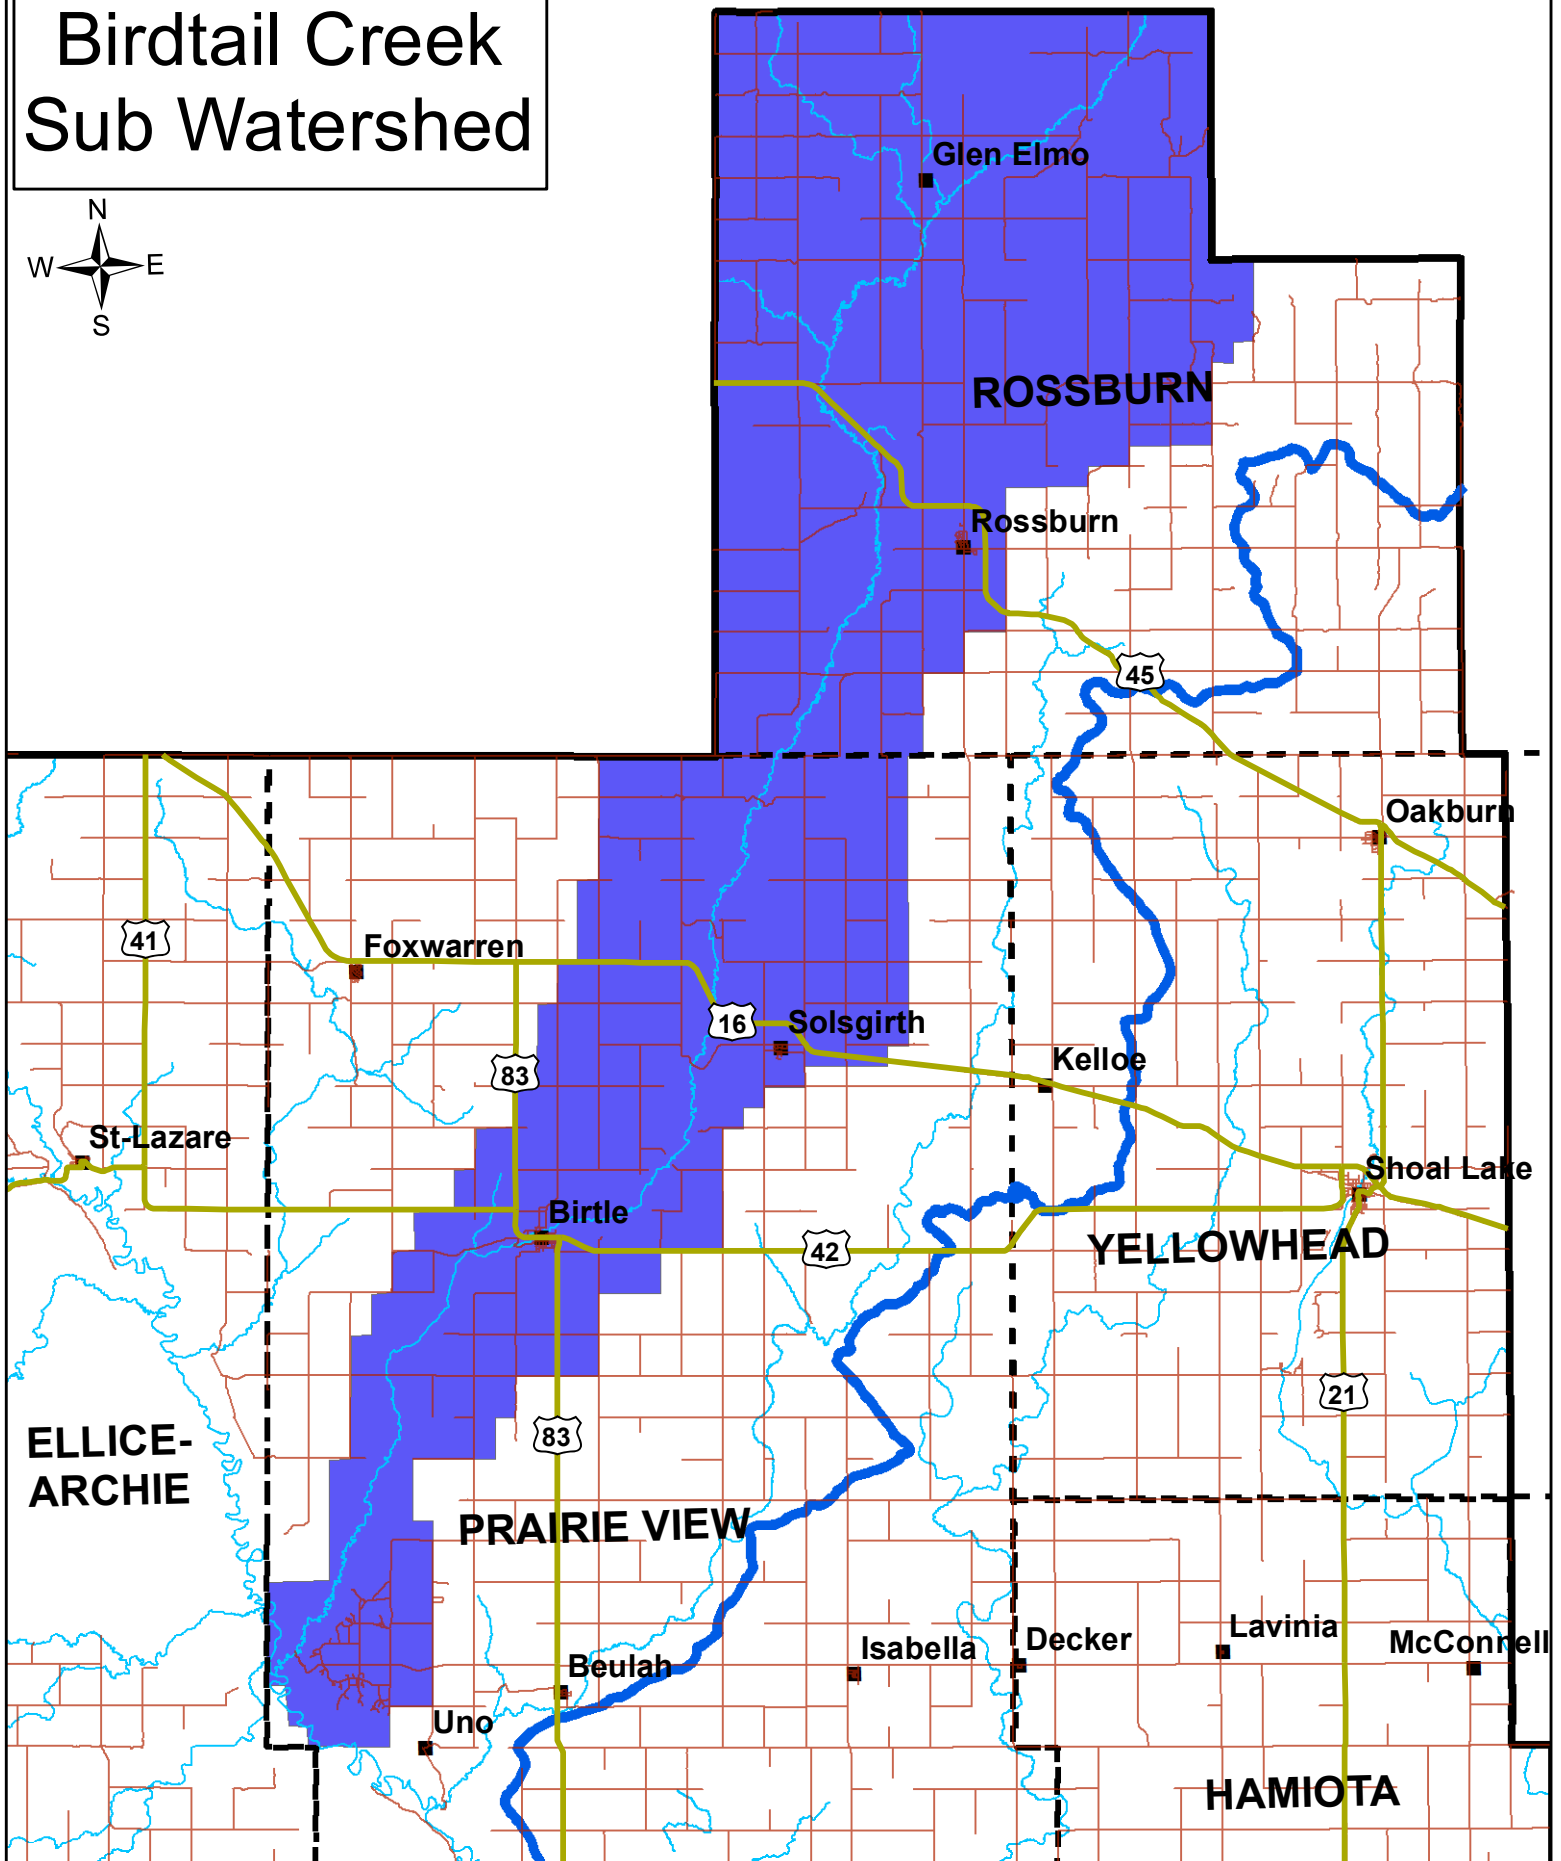 Birdtail Creek
Sub Watershed
N
W E
S
Glen Elmo
ROSSBURN
Rossburn
45
Oakburn
41
Foxwarren
16
Solsgirth
83
Kelloe
St-Lazare
Shoal Lake
Birtle
42
YELLOWHEAD
21
ELLICE-
ARCHIE
83
PRAIRIE VIEW
Lavinia
Decker
McConnell
Isabella
Beulah
Uno
HAMIOTA